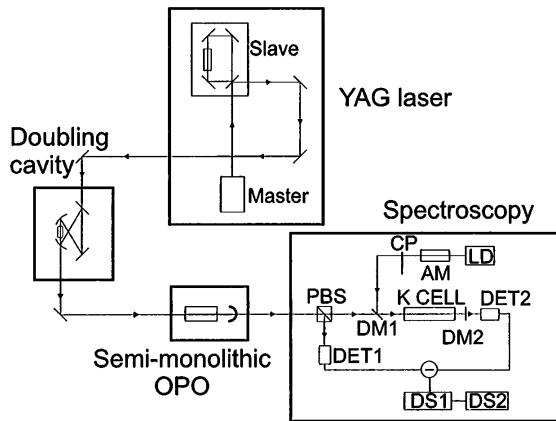 Slave
YAG laser
Doubling
cavity
Master
Spectroscopy
CP
LD
AM
PBS
K CELL
DET2
DM1
DM2
DET1
Semi-monolithic
OPO
DS1
DS2